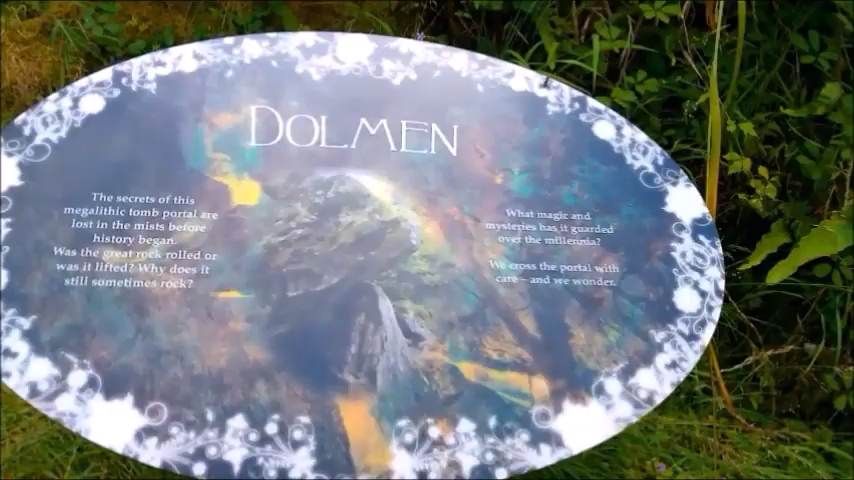 DOLMEN
The secrets of this
megalithic tomb portal are
lost in the mists before
history began.
Was the great rock rolled or
was it lifted? Why does it
still sometimes rock?
What magic and
mysteries has it guarded
over the millennia?
We cross the portal with
care—and we wonder.